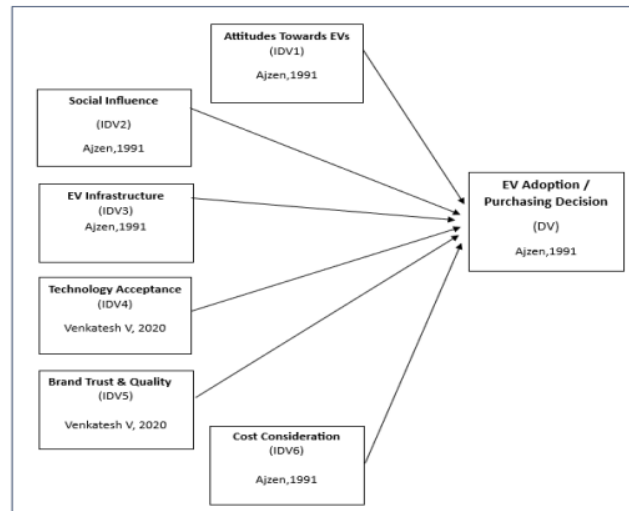 Attitudes Towards EVs
(IDV1)
Ajzen,1991
Social Influence
(IDV2)
Ajzen,1991
EV Infrastructure
(IDV3)
Ajzen,1991
Technology Acceptance
(IDV4)
Venkatesh V, 2020
Brand Trust & Quality
(IDV5)
Venkatesh V, 2020
Cost Consideration
(IDV6)
Ajzen,1991
EV Adoption /
Purchasing Decision
(DV)
Ajzen,1991